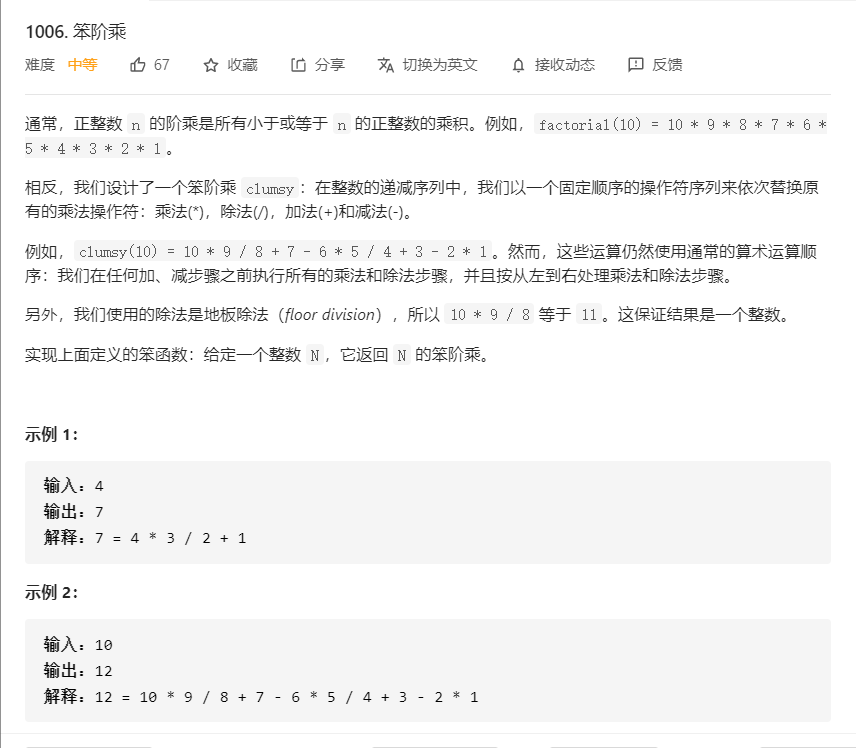 1006. 笨阶乘
难度 中等 67 收藏 分享 切换为英文 接收动态 反馈
通常，正整数 n 的阶乘是所有小于或等于 n 的正整数的乘积。例如， factorial(10) = 10 * 9 * 8 * 7 * 6 *
5 * 4 * 3 * 2 * 1 。
相反，我们设计了一个笨阶乘 clumsy ：在整数的递减序列中，我们以一个固定顺序的操作符序列来依次替换原
有的乘法操作符：乘法(*)，除法(/)，加法(+)和减法(-)。
例如， clumsy(10) = 10 * 9 / 8 + 7 - 6 * 5 / 4 + 3 - 2 * 1 。然而，这些运算仍然使用通常的算术运算顺
序：我们在任何加、减步骤之前执行所有的乘法和除法步骤，并且按从左到右处理乘法和除法步骤。
另外，我们使用的除法是地板除法（floor division），所以 10 * 9 / 8 等于 11 。这保证结果是一个整数。
实现上面定义的笨函数：给定一个整数 N ，它返回 N 的笨阶乘。
示例 1：
输入：4
输出：7
解释：7 = 4 * 3 / 2 + 1
示例 2：
输入：10
输出：12
解释：12 = 10 * 9 / 8 + 7 - 6 * 5 / 4 + 3 - 2 * 1